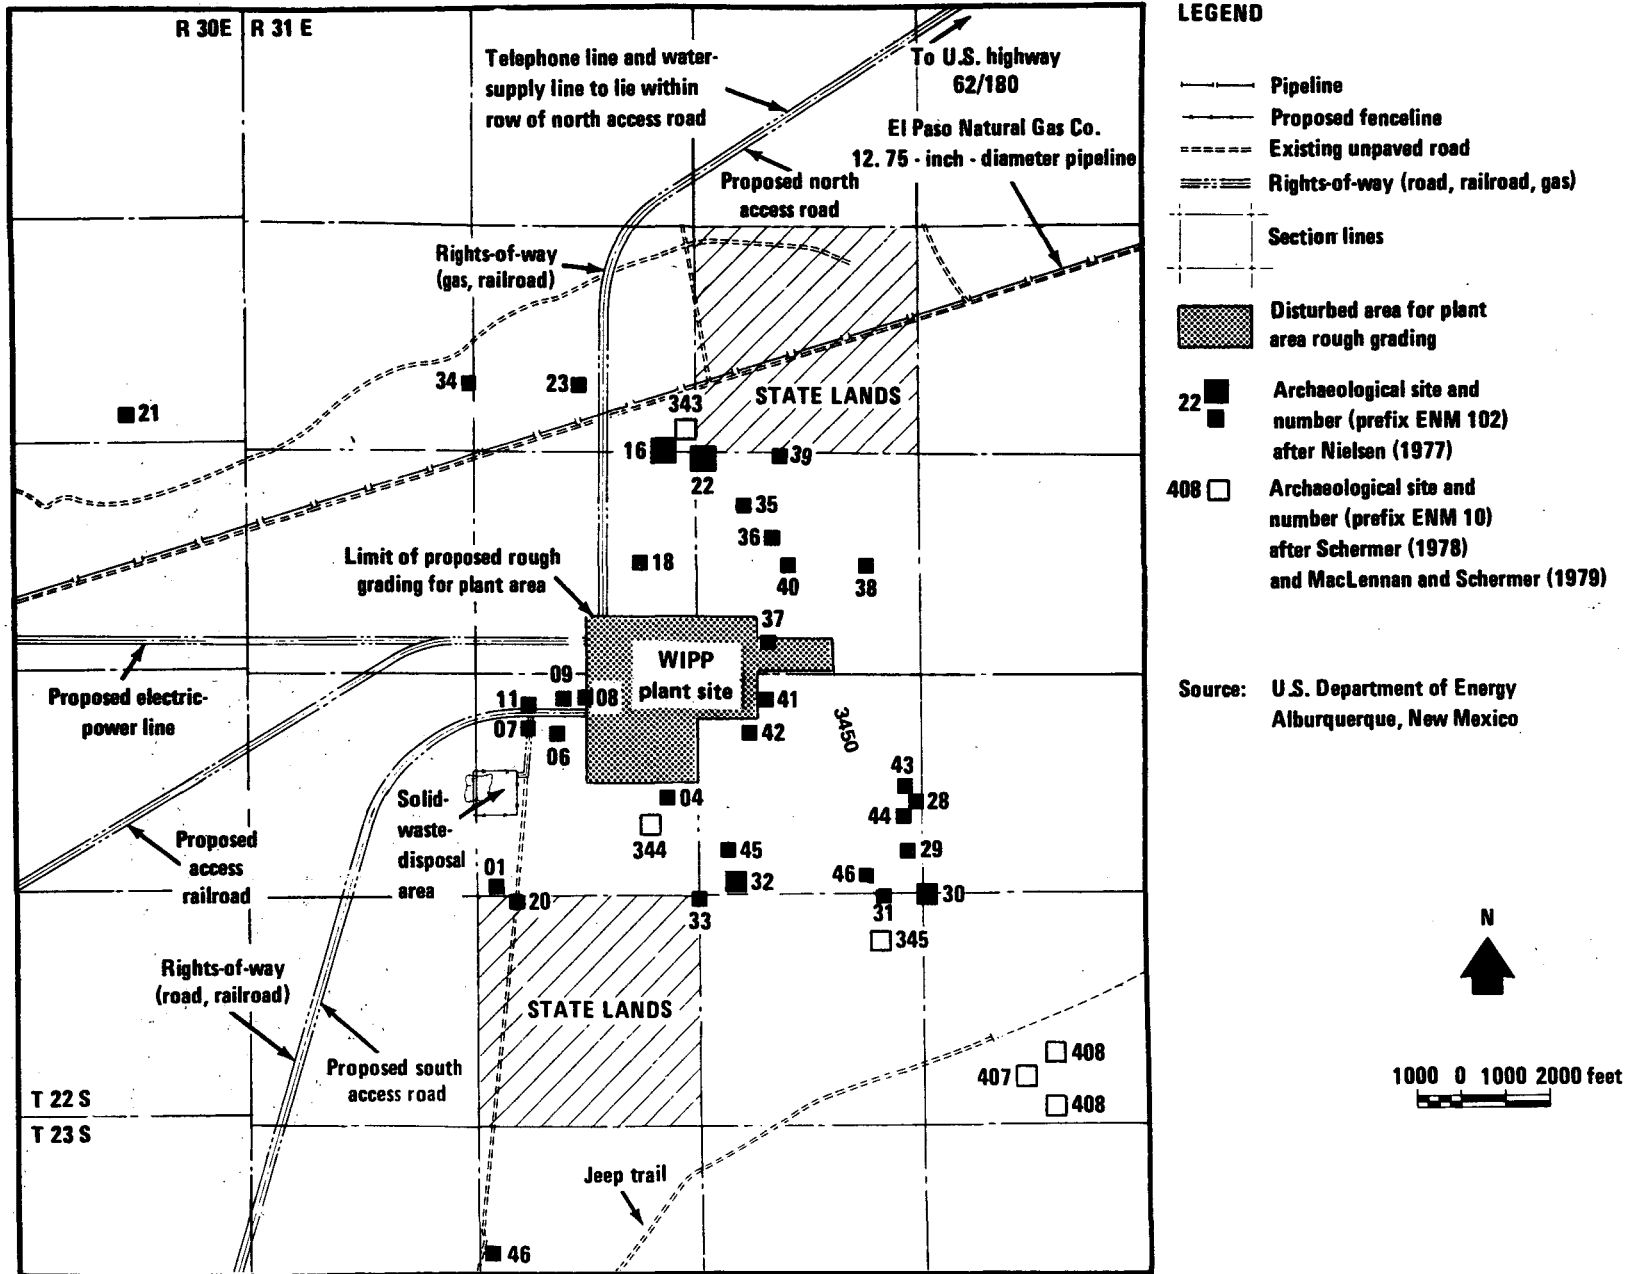 R 30E R 31 E
Telephone line and water-
supply line to lie within
row of north access road
To U.S. highway
62/180
El Paso Natural Gas Co.
12. 75 - inch - diameter pipeline
Proposed north
access road
Rights-of-way
(gas, railroad)
34
23
21
343
STATE LANDS
16
22
39
35
36
18
40
38
Limit of proposed rough
grading for plant area
37
WIPP
plant site
09
11
08
41
07
06
42
3450
Proposed electric-
power line
43
28
44
04
344
Solid-
waste-
disposal
area
Proposed
access
railroad
45
29
46
01
32
20
33
31
30
345
Rights-of-way
(road, railroad)
STATE LANDS
Proposed south
access road
408
407
408
T 22 S
T 23 S
Jeep trail
46
LEGEND
Pipeline
Proposed fenceline
Existing unpaved road
Rights-of-way (road, railroad, gas)
Section lines
Disturbed area for plant
area rough grading
22
Archaeological site and
number (prefix ENM 102)
after Nielsen (1977)
408
Archaeological site and
number (prefix ENM 10)
after Schermer (1978)
and MacLennan and Schermer (1979)
Source: U.S. Department of Energy
Alburquerque, New Mexico
N
1000 0 1000 2000 feet